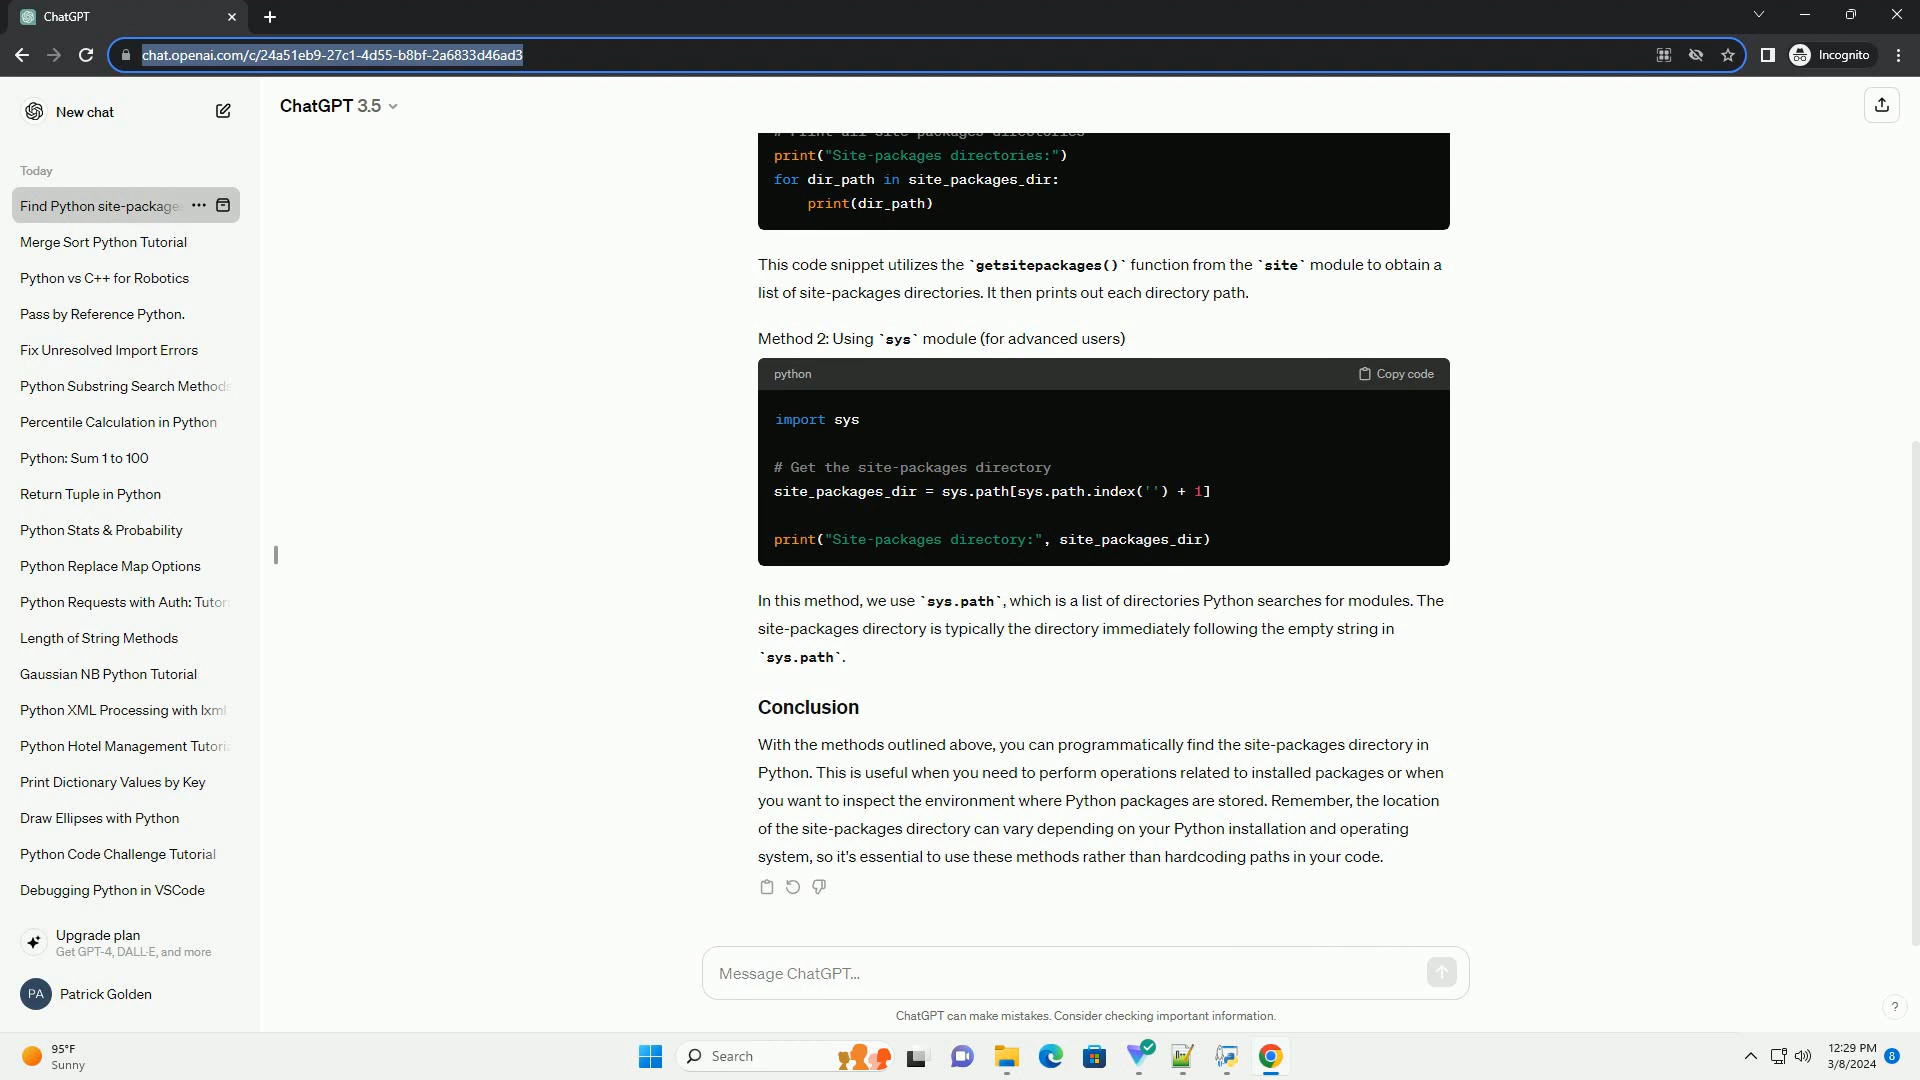 ChatGPT
chat.openai.com/c/24a51eb9-27c1-4d55-b8bf-2a6833d46ad3
Incognito
New chat
ChatGPT 3.5
Today
Find Python site-package
Merge Sort Python Tutorial
Python vs C++ for Robotics
Pass by Reference Python.
Fix Unresolved Import Errors
Python Substring Search Methods
Percentile Calculation in Python
Python: Sum 1 to 100
Return Tuple in Python
Python Stats & Probability
Python Replace Map Options
Python Requests with Auth: Tutor
Length of String Methods
Gaussian NB Python Tutorial
Python XML Processing with lxml
Python Hotel Management Tutoria
Print Dictionary Values by Key
Draw Ellipses with Python
Python Code Challenge Tutorial
Debugging Python in VSCode
Upgrade plan
Get GPT-4, DALL·E, and more
PA Patrick Golden
# Print all site-packages directories
print("Site-packages directories:")
for dir_path in site_packages_dir:
    print(dir_path)
This code snippet utilizes the `getsitepackages()` function from the `site` module to obtain a
list of site-packages directories. It then prints out each directory path.
Method 2: Using `sys` module (for advanced users)
python Copy code
import sys
# Get the site-packages directory
site_packages_dir = sys.path[sys.path.index('') + 1]
print("Site-packages directory:", site_packages_dir)
In this method, we use `sys.path`, which is a list of directories Python searches for modules. The
site-packages directory is typically the directory immediately following the empty string in
`sys.path`.
Conclusion
With the methods outlined above, you can programmatically find the site-packages directory in
Python. This is useful when you need to perform operations related to installed packages or when
you want to inspect the environment where Python packages are stored. Remember, the location
of the site-packages directory can vary depending on your Python installation and operating
system, so it's essential to use these methods rather than hardcoding paths in your code.
Message ChatGPT...
ChatGPT can make mistakes. Consider checking important information.
?
95°F
Sunny
Search
12:29 PM
3/8/2024
8